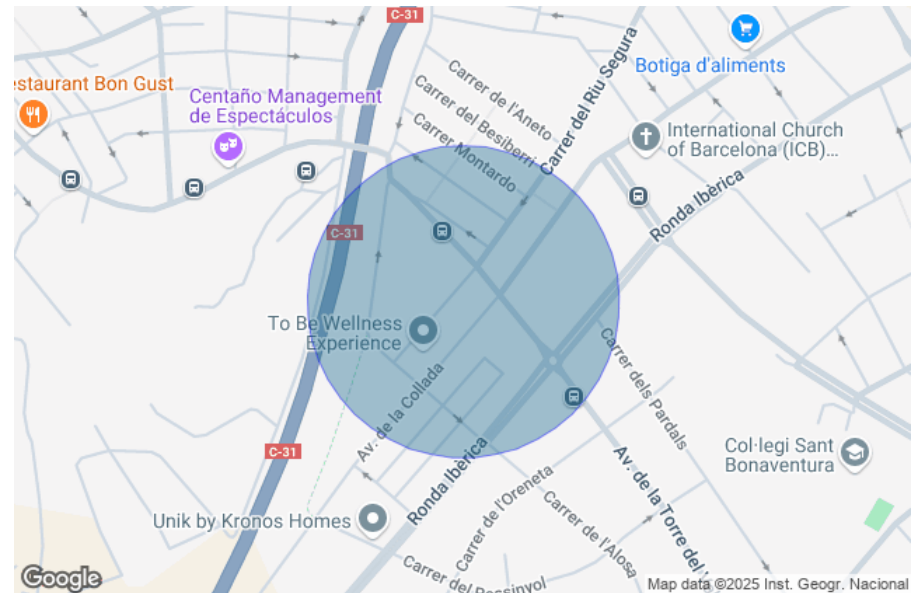 C-31
Botiga d'aliments
estaurant Bon Gust
Centaño Management
de Espectáculos
Carrer de l'Aneto
Carrer del Besiberri
Carrer Montardo
Carrer del Riu Segura
International Church
of Barcelona (ICB)...
Ronda Ibèrica
C-31
To Be Wellness
Experience
Carrer dels Pardals
Av. de la Collada
C-31
Ronda Ibèrica
Col·legi Sant
Bonaventura
Av. de la Torre del
Unik by Kronos Homes
Carrer de l'Oreneta
Carrer de l'Alosa
Carrer del Rossinyol
Google
Map data ©2025 Inst. Geogr. Nacional